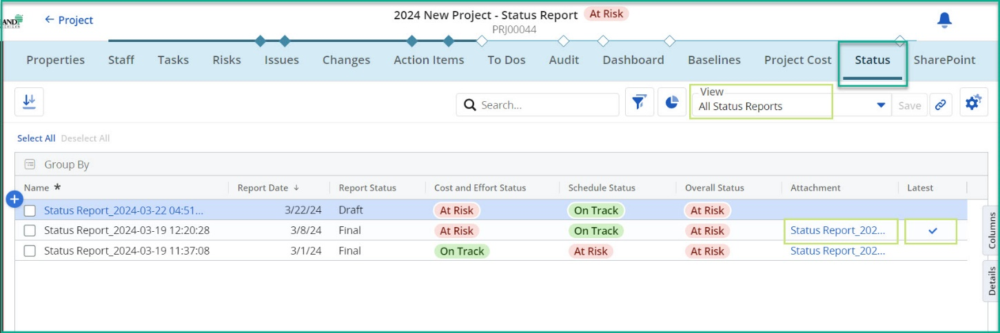 AND
← Project
2024 New Project - Status Report At Risk
PRJ00044
Properties Staff Tasks Risks Issues Changes Action Items To Dos Audit Dashboard Baselines Project Cost Status SharePoint
Search...
View
All Status Reports
Save
Select All Deselect All
Group By
Name * Report Date ↓ Report Status Cost and Effort Status Schedule Status Overall Status Attachment Latest
Status Report_2024-03-22 04:51... 3/22/24 Draft At Risk On Track At Risk
Status Report_2024-03-19 12:20:28 3/8/24 Final At Risk On Track At Risk Status Report_202... ✓
Status Report_2024-03-19 11:37:08 3/1/24 Final On Track At Risk At Risk Status Report_202...
Columns
Details